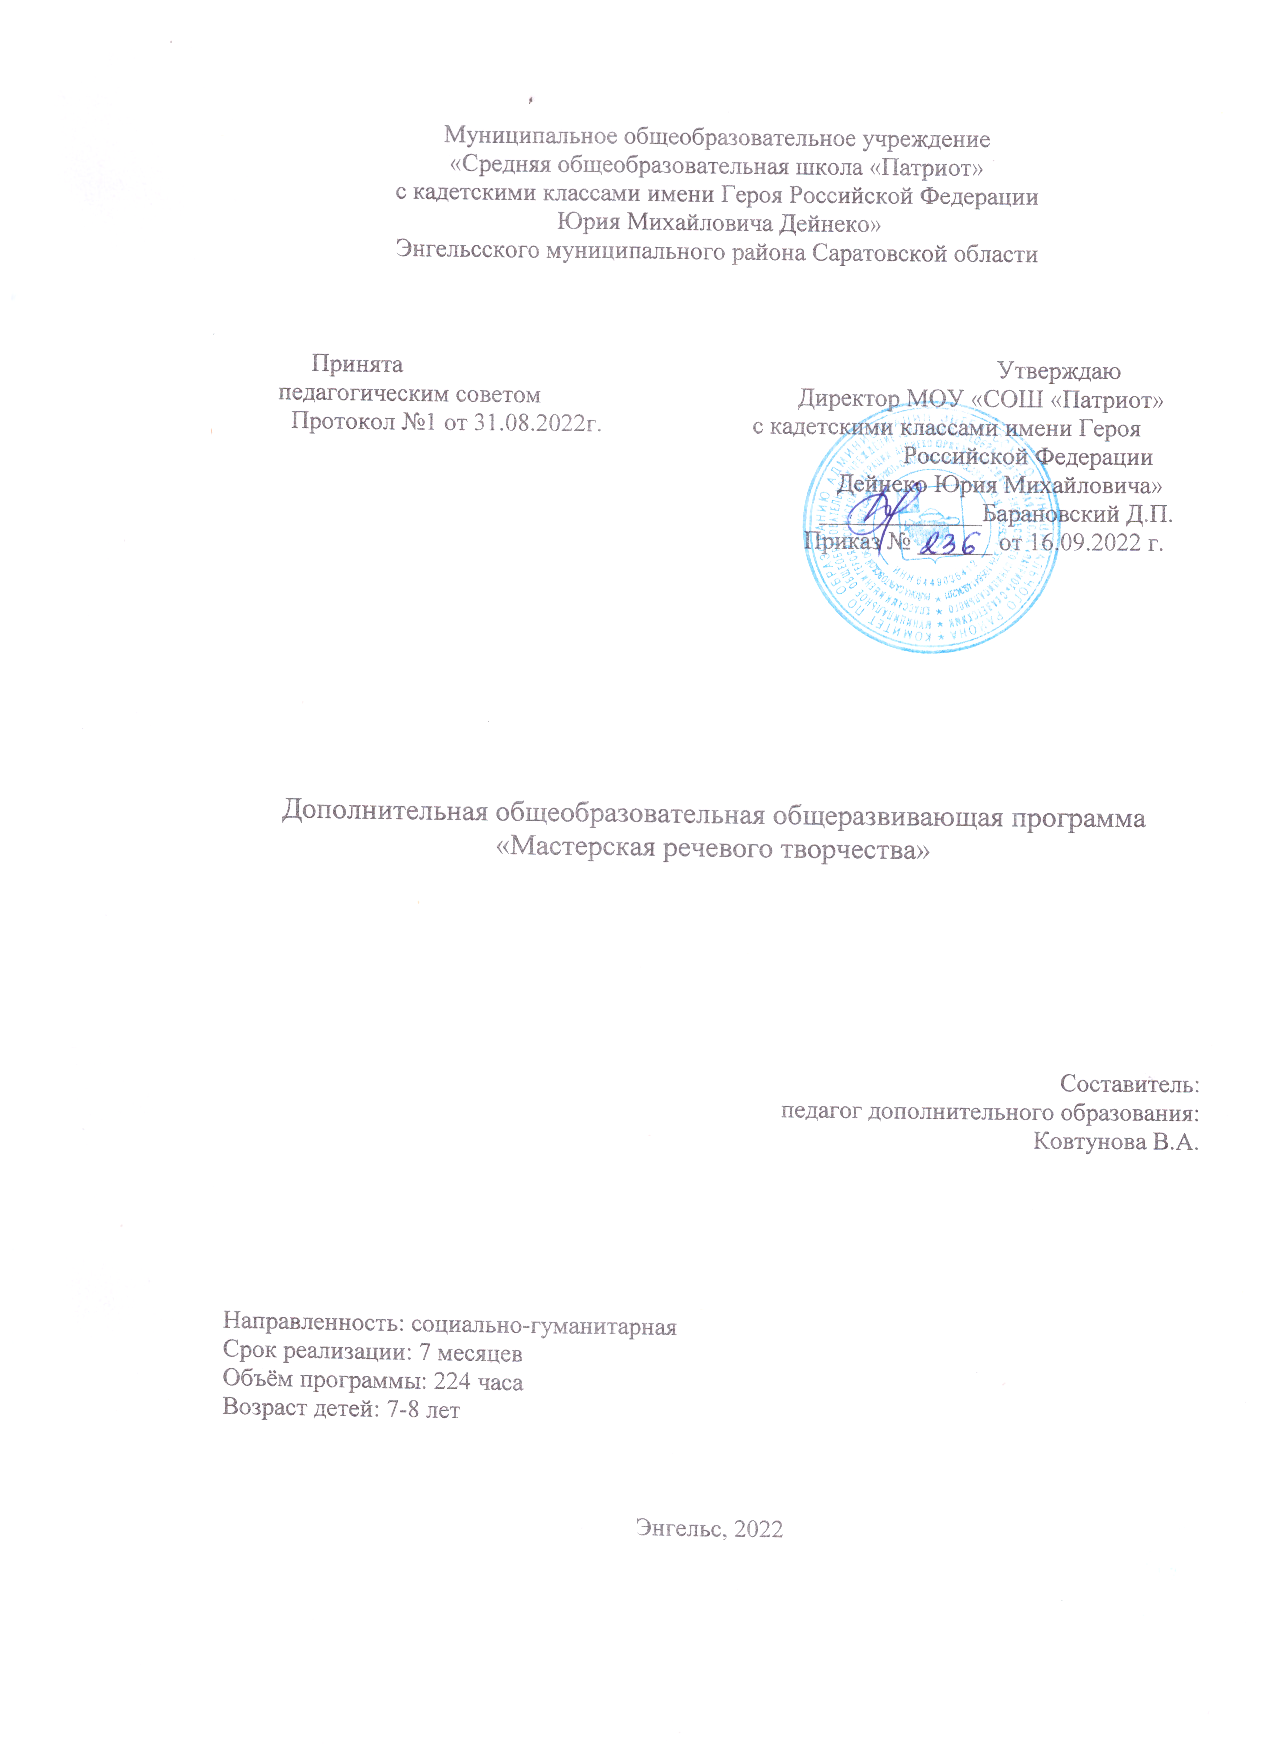 Муниципальное общеобразовательное учреждение
«Средняя общеобразовательная школа «Патриот»
с кадетскими классами имени Героя Российской Федерации
Юрия Михайловича Дейнеко»
Энгельсского муниципального района Саратовской области
Принята
педагогическим советом
Протокол №1 от 31.08.2022г.
Утверждаю
Директор МОУ «СОШ «Патриот»
с кадетскими классами имени Героя
Российской Федерации
Дейнеко Юрия Михайловича»
Барановский Д.П.
Приказ № 236 от 16.09.2022 г.
Дополнительная общеобразовательная общеразвивающая программа
«Мастерская речевого творчества»
Составитель:
педагог дополнительного образования:
Ковтунова В.А.
Направленность: социально-гуманитарная
Срок реализации: 7 месяцев
Объём программы: 224 часа
Возраст детей: 7-8 лет
Энгельс, 2022